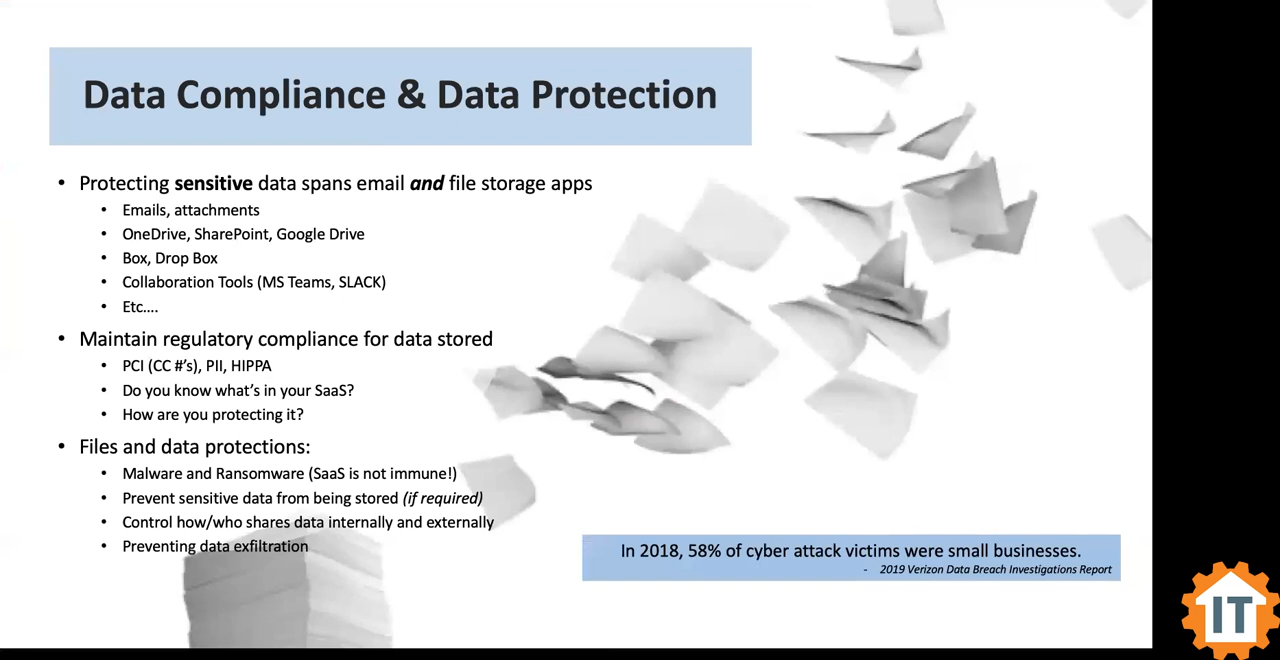 Data Compliance & Data Protection
• Protecting sensitive data spans email and file storage apps
• Emails, attachments
• OneDrive, SharePoint, Google Drive
• Box, Drop Box
• Collaboration Tools (MS Teams, SLACK)
• Etc....
• Maintain regulatory compliance for data stored
• PCI (CC #’s), PII, HIPPA
• Do you know what’s in your SaaS?
• How are you protecting it?
• Files and data protections:
• Malware and Ransomware (SaaS is not immune!)
• Prevent sensitive data from being stored (if required)
• Control how/who shares data internally and externally
• Preventing data exfiltration
In 2018, 58% of cyber attack victims were small businesses.
- 2019 Verizon Data Breach Investigations Report
IT